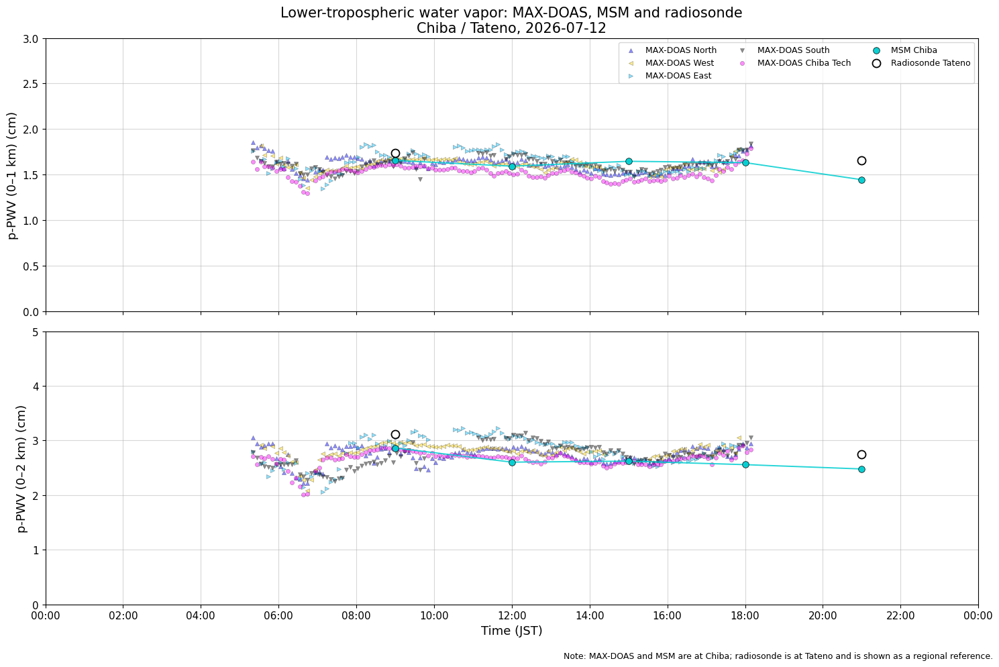 Lower-tropospheric water vapor: MAX-DOAS, MSM and radiosonde
Chiba / Tateno, 2026-07-12
3.0
2.5
2.0
1.5
1.0
0.5
0.0
p-PWV (0–1 km) (cm)
MAX-DOAS North
MAX-DOAS West
MAX-DOAS East
MAX-DOAS South
MAX-DOAS Chiba Tech
MSM Chiba
Radiosonde Tateno
5
4
3
2
1
0
p-PWV (0–2 km) (cm)
00:00 02:00 04:00 06:00 08:00 10:00 12:00 14:00 16:00 18:00 20:00 22:00 00:00
Time (JST)
Note: MAX-DOAS and MSM are at Chiba; radiosonde is at Tateno and is shown as a regional reference.